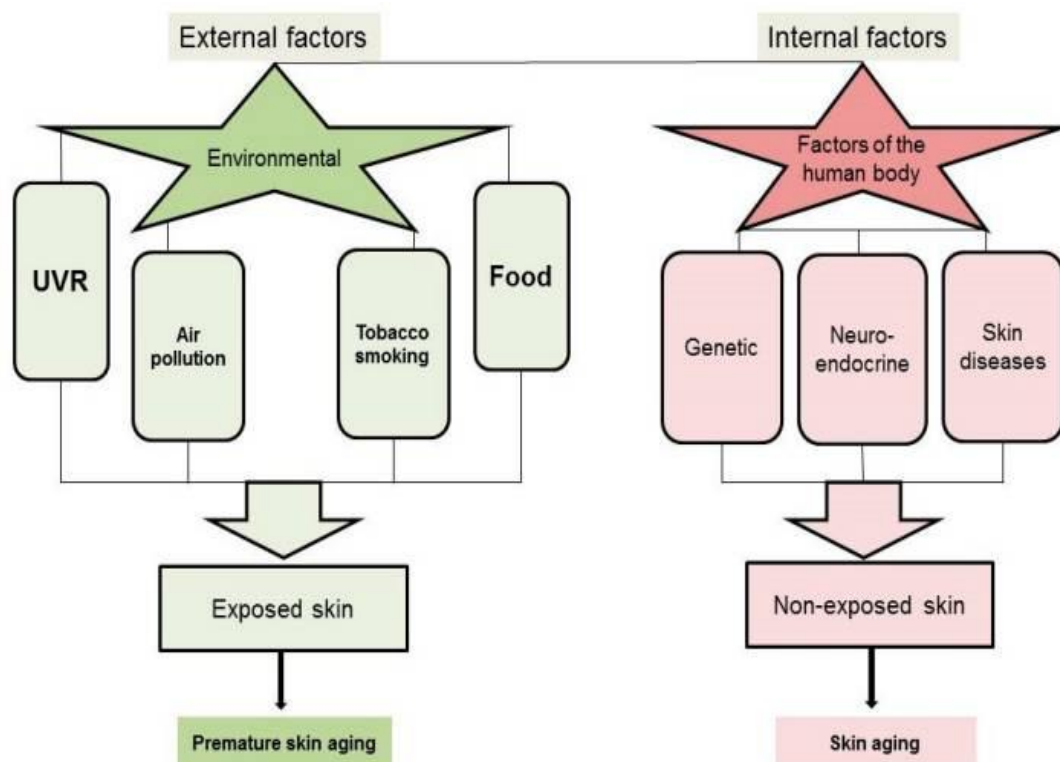 External factors
Internal factors
Environmental
Factors of the
human body
UVR
Air
pollution
Tobacco
smoking
Food
Genetic
Neuro-
endocrine
Skin
diseases
Exposed skin
Non-exposed skin
Premature skin aging
Skin aging